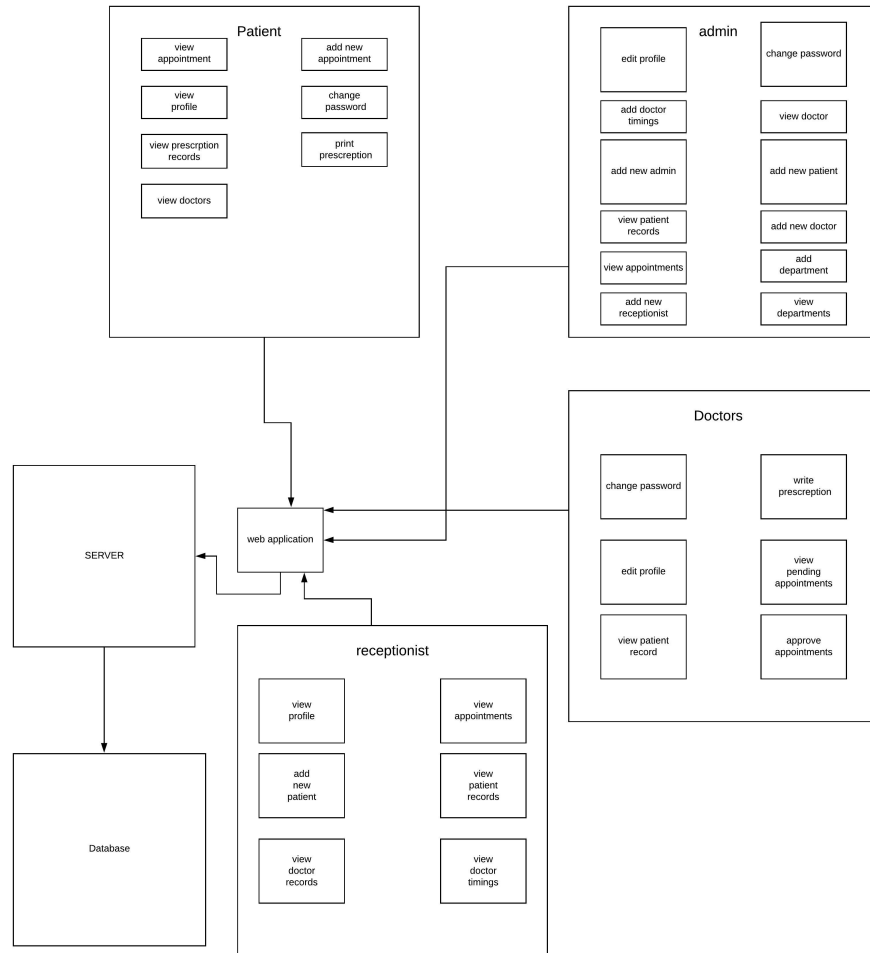 Patient
view
appointment
add new
appointment
view
profile
change
password
view prescrption
records
print
prescreption
view doctors
admin
edit profile
change password
add doctor
timings
view doctor
add new admin
add new patient
view patient
records
add new doctor
view appointments
add
department
add new
receptionist
view
departments
Doctors
change password
write
prescreption
edit profile
view
pending
appointments
view patient
record
approve
appointments
SERVER
web application
receptionist
view
profile
view
appointments
add
new
patient
view
patient
records
view
doctor
records
view
doctor
timings
Database